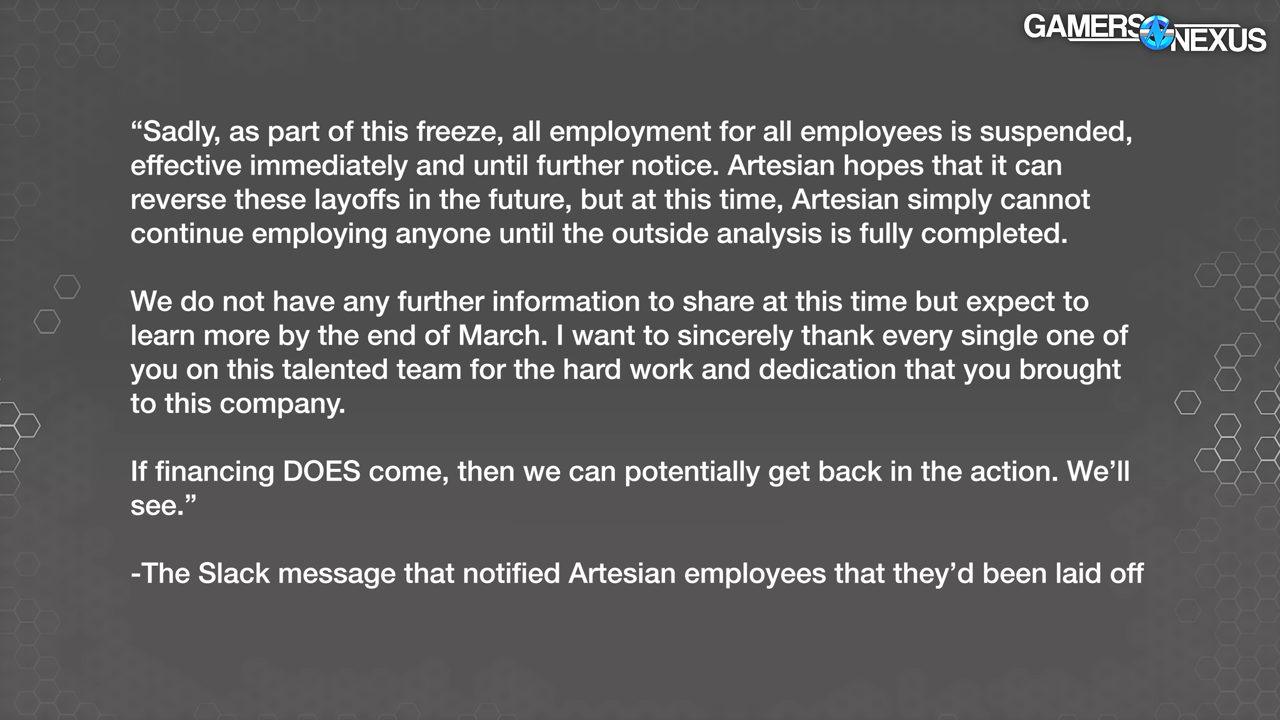 GAMERS NEXUS
“Sadly, as part of this freeze, all employment for all employees is suspended,
effective immediately and until further notice. Artesian hopes that it can
reverse these layoffs in the future, but at this time, Artesian simply cannot
continue employing anyone until the outside analysis is fully completed.
We do not have any further information to share at this time but expect to
learn more by the end of March. I want to sincerely thank every single one of
you on this talented team for the hard work and dedication that you brought
to this company.
If financing DOES come, then we can potentially get back in the action. We’ll
see.”
-The Slack message that notified Artesian employees that they’d been laid off